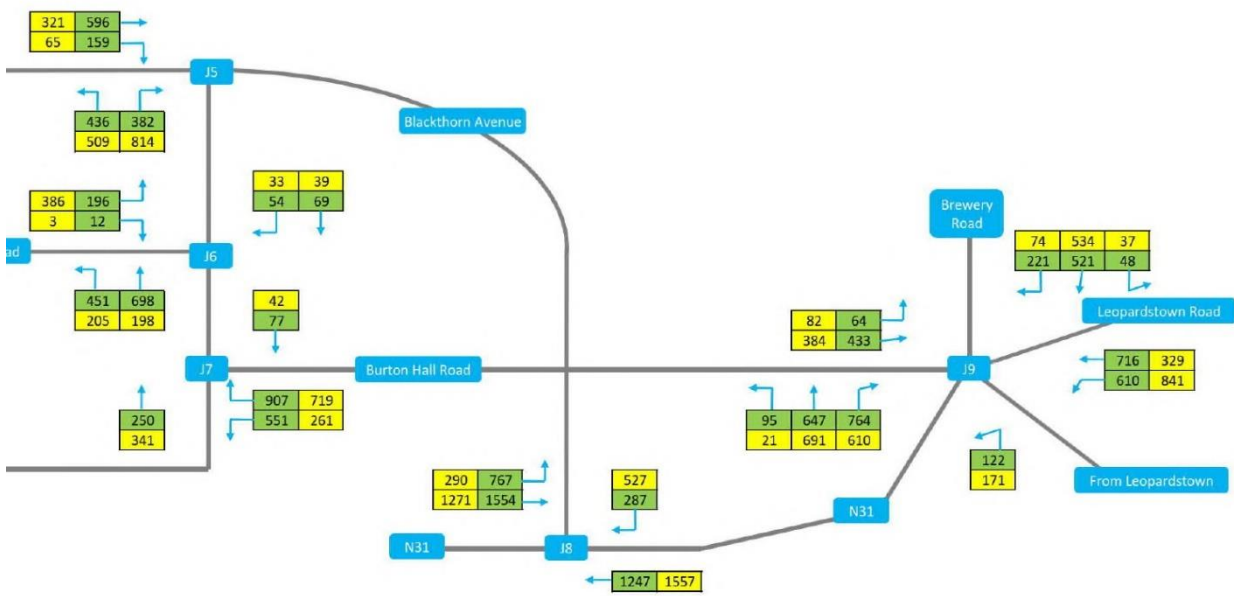 321 596
65 159
J5
436 382
509 814
Blackthorn Avenue
33 39
54 69
386 196
3 12
ad
J6
451 698
205 198
42
77
Brewery
Road
74 534 37
221 521 48
82 64
384 433
Leopardstown Road
J7
Burton Hall Road
J9
716 329
610 841
250
341
907 719
551 261
95 647 764
21 691 610
122
171
From Leopardstown
290 767
1271 1554
527
287
N31
N31
J8
1247 1557